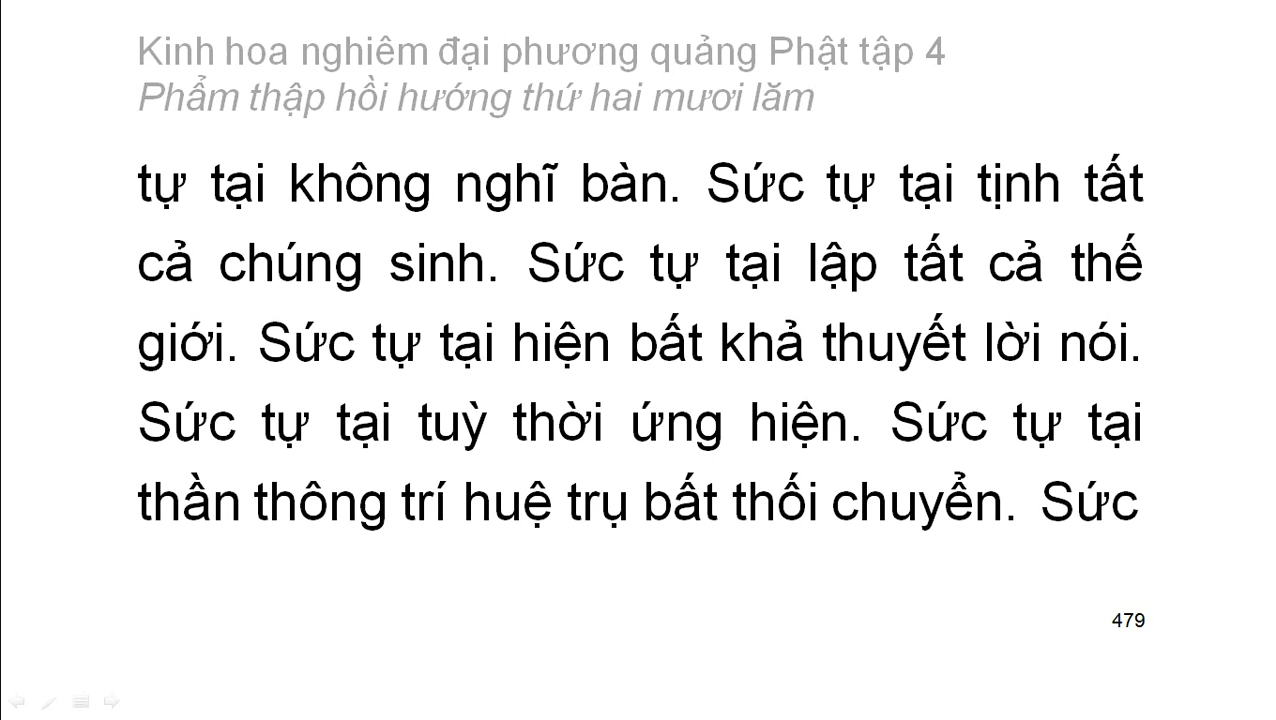 Kinh hoa nghiêm đại phương quảng Phật tập 4
Phẩm thập hồi hướng thứ hai mươi lăm
tự tại không nghĩ bàn. Sức tự tại tịnh tất
cả chúng sinh. Sức tự tại lập tất cả thế
giới. Sức tự tại hiện bất khả thuyết lời nói.
Sức tự tại tuỳ thời ứng hiện. Sức tự tại
thần thông trí huệ trụ bất thối chuyển. Sức
479